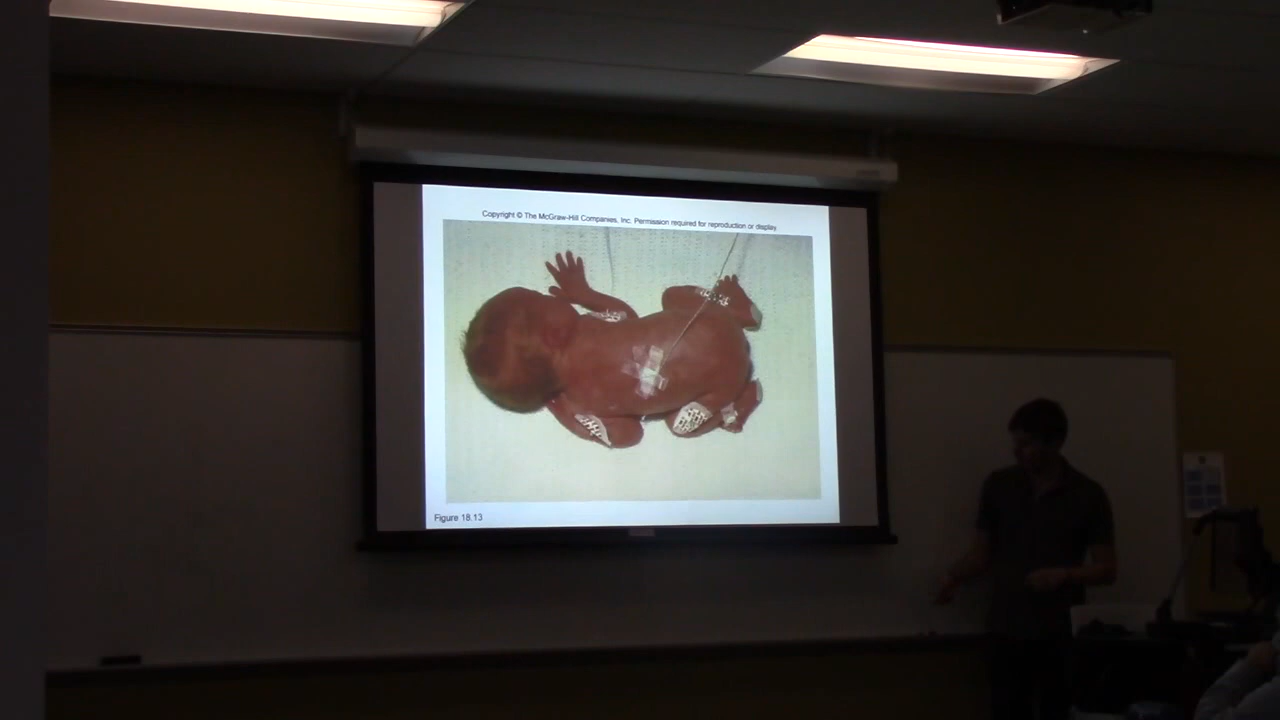 Copyright © The McGraw-Hill Companies, Inc. Permission required for reproduction or display.
Figure 18.13